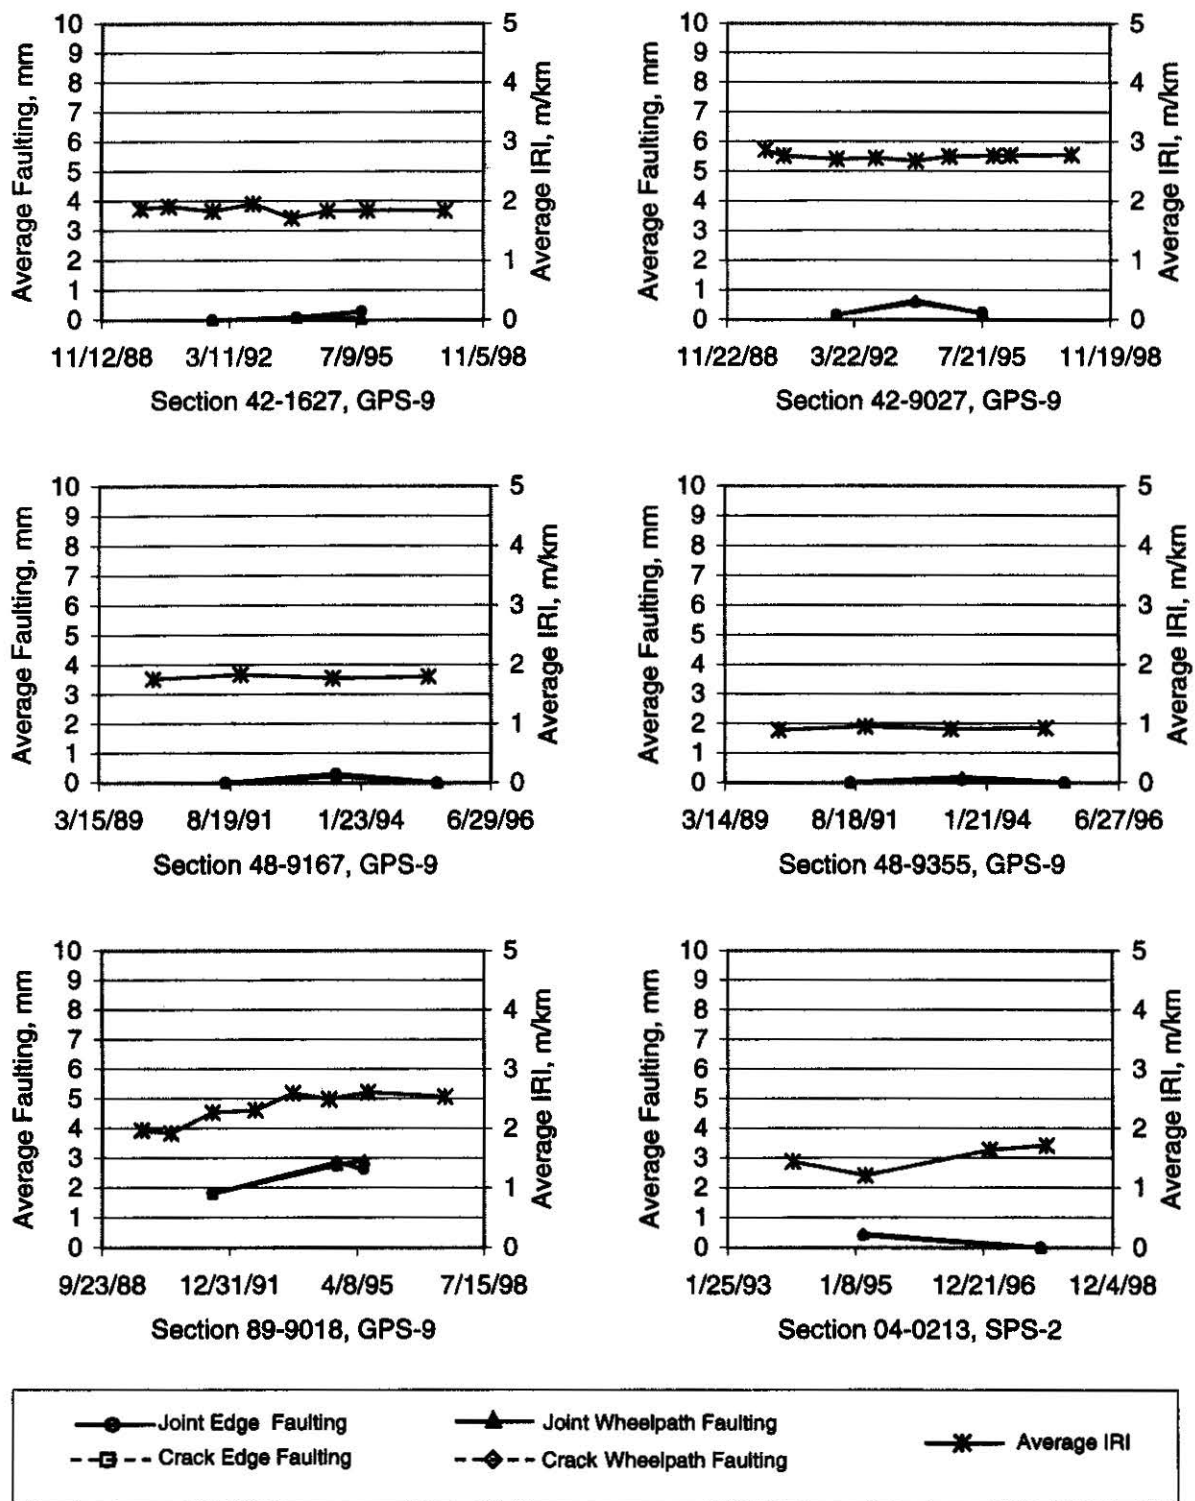 10 9 8 7 6 5 4 3 2 1 0
Average Faulting, mm
5 4 3 2 1 0
Average IRI, m/km
11/12/88 3/11/92 7/9/95 11/5/98
Section 42-1627, GPS-9
10 9 8 7 6 5 4 3 2 1 0
Average Faulting, mm
5 4 3 2 1 0
Average IRI, m/km
11/22/88 3/22/92 7/21/95 11/19/98
Section 42-9027, GPS-9
10 9 8 7 6 5 4 3 2 1 0
Average Faulting, mm
5 4 3 2 1 0
Average IRI, m/km
3/15/89 8/19/91 1/23/94 6/29/96
Section 48-9167, GPS-9
10 9 8 7 6 5 4 3 2 1 0
Average Faulting, mm
5 4 3 2 1 0
Average IRI, m/km
3/14/89 8/18/91 1/21/94 6/27/96
Section 48-9355, GPS-9
10 9 8 7 6 5 4 3 2 1 0
Average Faulting, mm
5 4 3 2 1 0
Average IRI, m/km
9/23/88 12/31/91 4/8/95 7/15/98
Section 89-9018, GPS-9
10 9 8 7 6 5 4 3 2 1 0
Average Faulting, mm
5 4 3 2 1 0
Average IRI, m/km
1/25/93 1/8/95 12/21/96 12/4/98
Section 04-0213, SPS-2
Joint Edge Faulting
Joint Wheelpath Faulting
Crack Edge Faulting
Crack Wheelpath Faulting
Average IRI